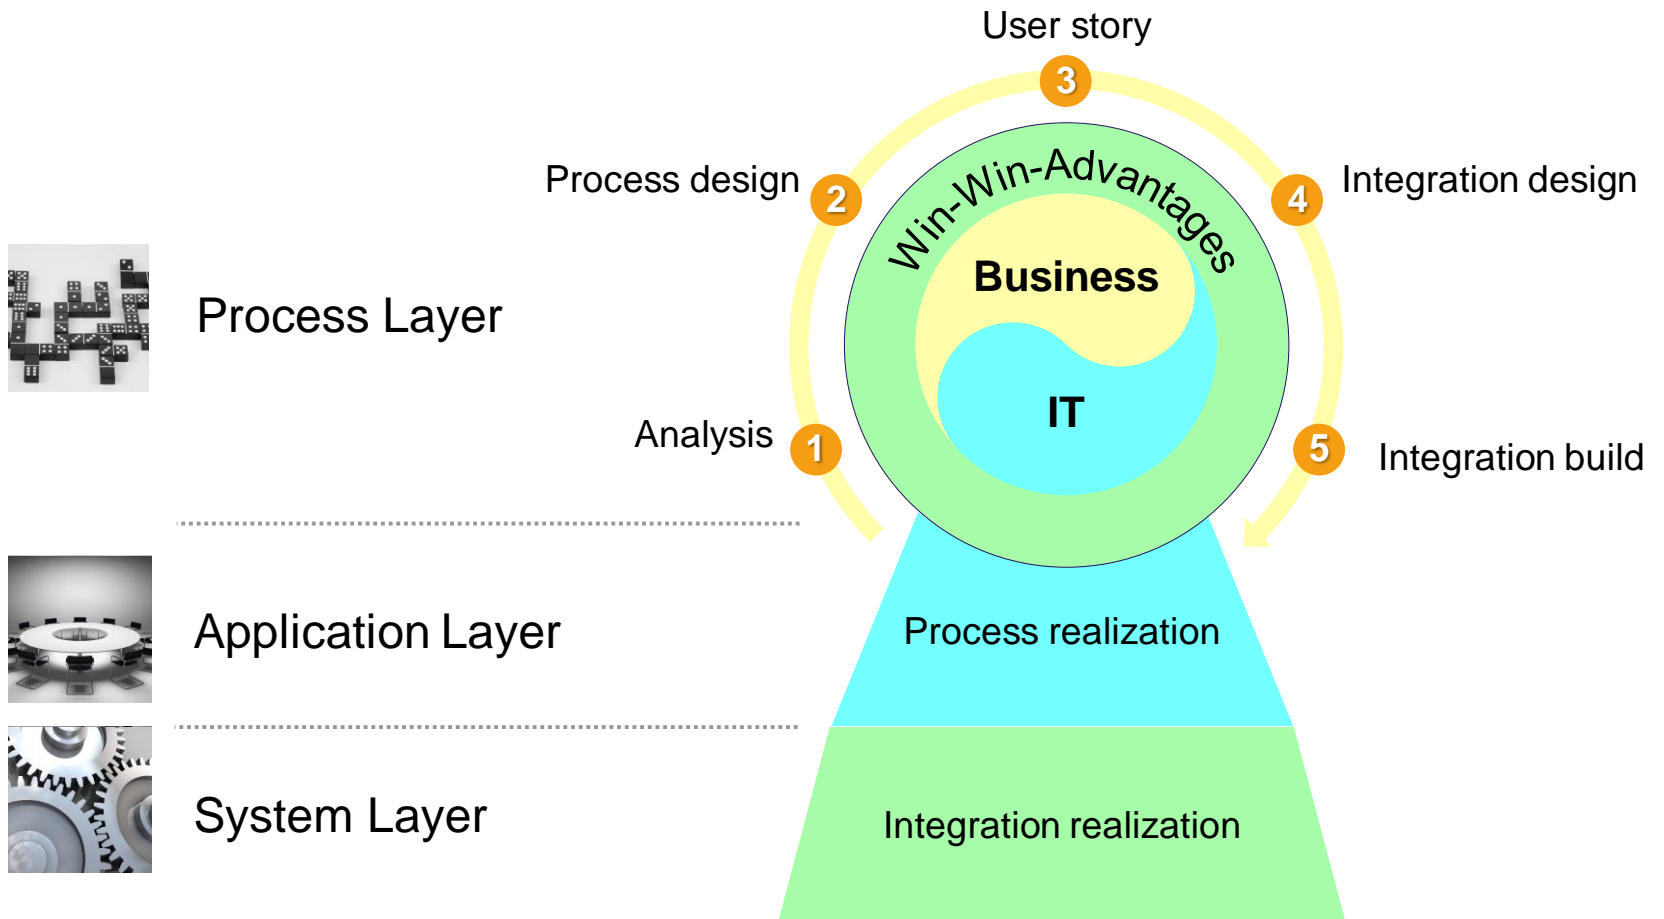 User story
3
Process design
2
4
Integration design
Win-Win-Advantages
Business
Process Layer
IT
Analysis
1
5
Integration build
Application Layer
Process realization
System Layer
Integration realization